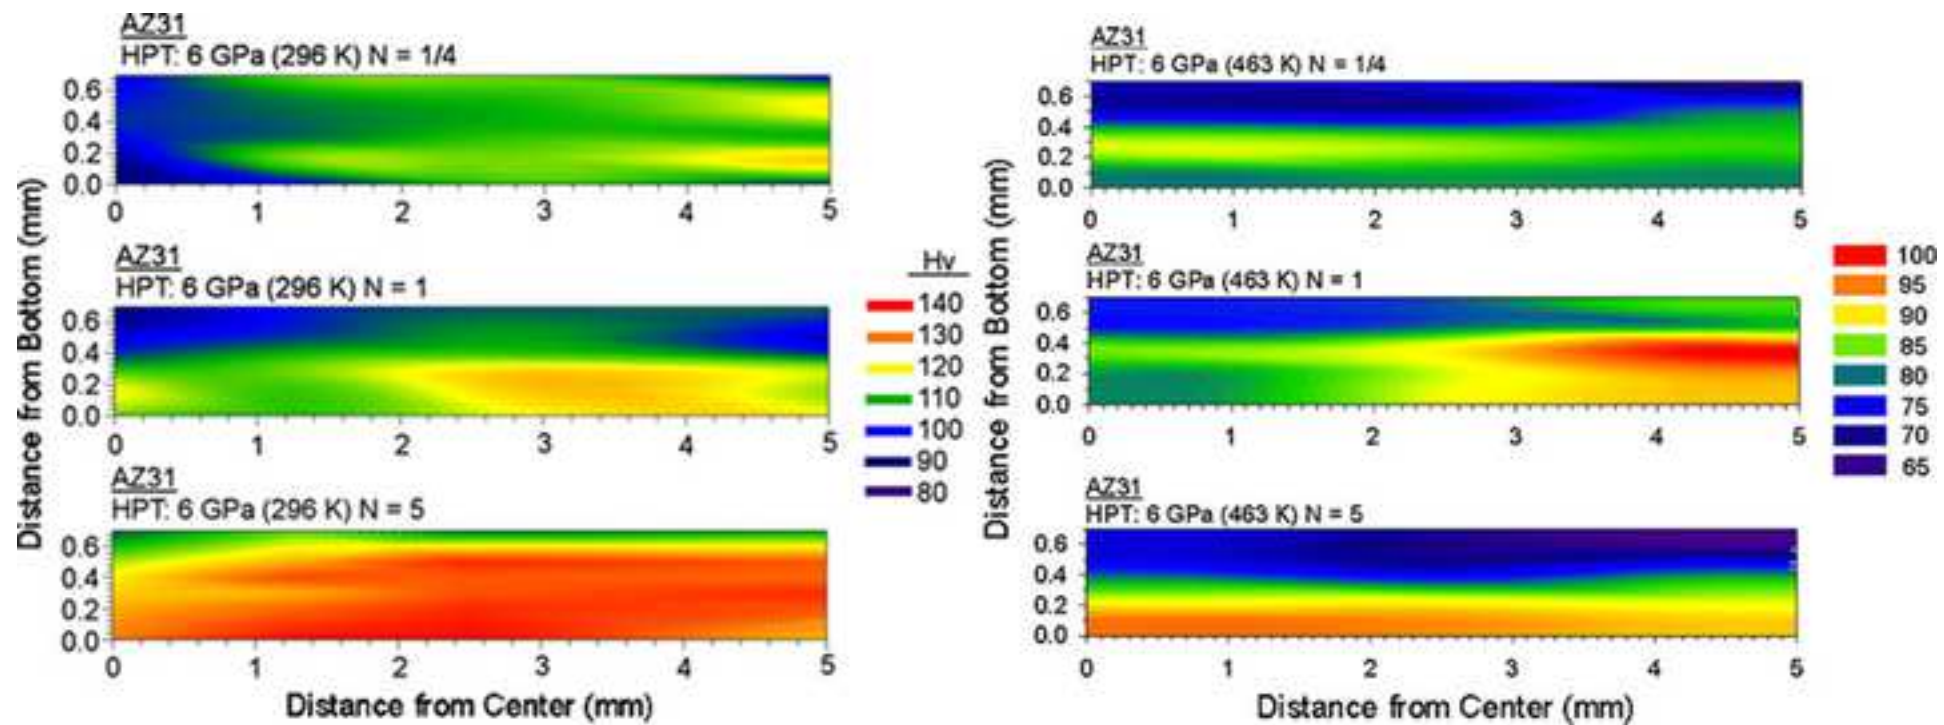 AZ31
HPT: 6 GPa (296 K) N = 1/4
0.6
0.4
0.2
0.0
0 1 2 3 4 5
AZ31
HPT: 6 GPa (296 K) N = 1
0.6
0.4
0.2
0.0
0 1 2 3 4 5
AZ31
HPT: 6 GPa (296 K) N = 5
0.6
0.4
0.2
0.0
0 1 2 3 4 5
Distance from Bottom (mm)
Distance from Center (mm)
Hv
140
130
120
110
100
90
80
AZ31
HPT: 6 GPa (463 K) N = 1/4
0.6
0.4
0.2
0.0
0 1 2 3 4 5
AZ31
HPT: 6 GPa (463 K) N = 1
0.6
0.4
0.2
0.0
0 1 2 3 4 5
AZ31
HPT: 6 GPa (463 K) N = 5
0.6
0.4
0.2
0.0
0 1 2 3 4 5
Distance from Bottom (mm)
Distance from Center (mm)
100
95
90
85
80
75
70
65